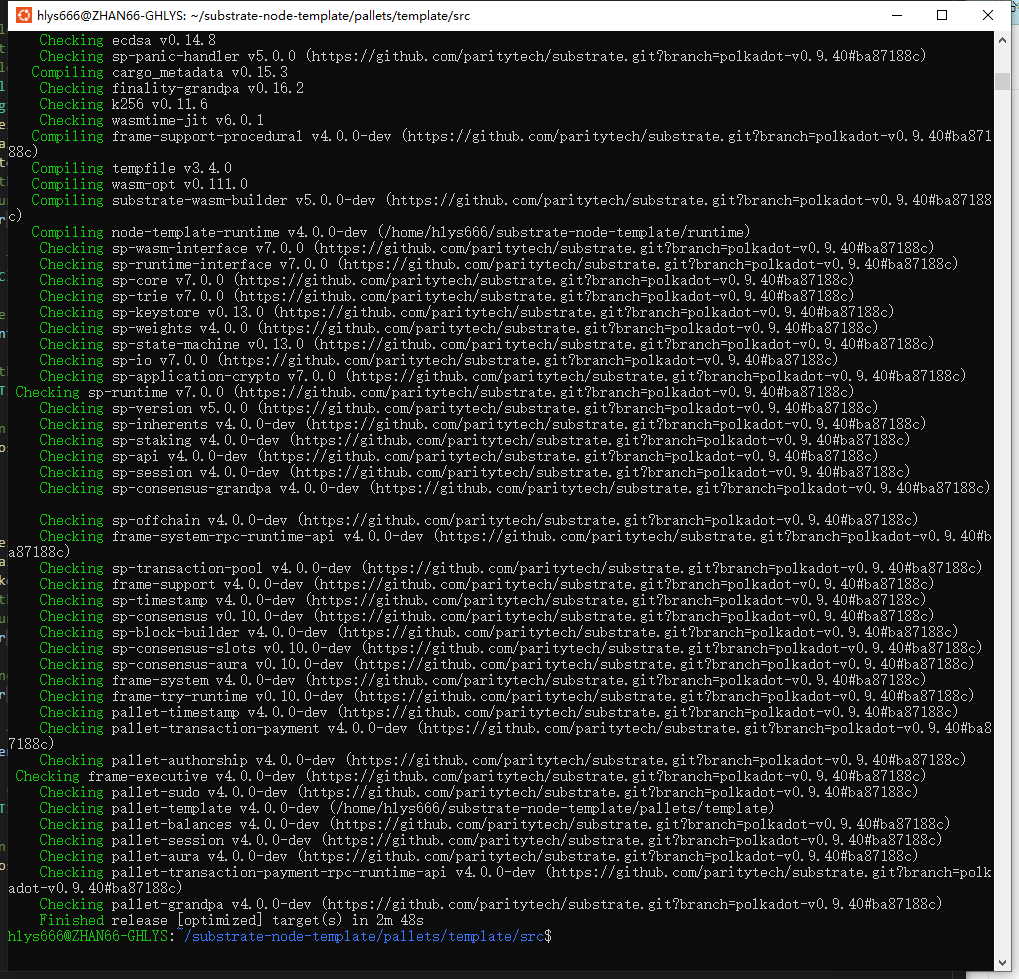 hlys666@ZHAN66-GHLYS: ~/substrate-node-template/pallets/template/src
Checking ecdsa v0.14.8
Checking sp-panic-handler v5.0.0 (https://github.com/paritytech/substrate.git?branch=polkadot-v0.9.40#ba87188c)
Compiling cargo_metadata v0.15.3
Checking finality-grandpa v0.16.2
Checking k256 v0.11.6
Checking wasmtime-jit v6.0.1
Compiling frame-support-procedural v4.0.0-dev (https://github.com/paritytech/substrate.git?branch=polkadot-v0.9.40#ba871
88c)
Compiling tempfile v3.4.0
Compiling wasm-opt v0.111.0
Compiling substrate-wasm-builder v5.0.0-dev (https://github.com/paritytech/substrate.git?branch=polkadot-v0.9.40#ba87188
c)
Compiling node-template-runtime v4.0.0-dev (/home/hlys666/substrate-node-template/runtime)
Checking sp-wasm-interface v7.0.0 (https://github.com/paritytech/substrate.git?branch=polkadot-v0.9.40#ba87188c)
Checking sp-runtime-interface v7.0.0 (https://github.com/paritytech/substrate.git?branch=polkadot-v0.9.40#ba87188c)
Checking sp-core v7.0.0 (https://github.com/paritytech/substrate.git?branch=polkadot-v0.9.40#ba87188c)
Checking sp-trie v7.0.0 (https://github.com/paritytech/substrate.git?branch=polkadot-v0.9.40#ba87188c)
Checking sp-keystore v0.13.0 (https://github.com/paritytech/substrate.git?branch=polkadot-v0.9.40#ba87188c)
Checking sp-weights v4.0.0 (https://github.com/paritytech/substrate.git?branch=polkadot-v0.9.40#ba87188c)
Checking sp-state-machine v0.13.0 (https://github.com/paritytech/substrate.git?branch=polkadot-v0.9.40#ba87188c)
Checking sp-io v7.0.0 (https://github.com/paritytech/substrate.git?branch=polkadot-v0.9.40#ba87188c)
Checking sp-application-crypto v7.0.0 (https://github.com/paritytech/substrate.git?branch=polkadot-v0.9.40#ba87188c)
Checking sp-runtime v7.0.0 (https://github.com/paritytech/substrate.git?branch=polkadot-v0.9.40#ba87188c)
Checking sp-version v5.0.0 (https://github.com/paritytech/substrate.git?branch=polkadot-v0.9.40#ba87188c)
Checking sp-inherents v4.0.0-dev (https://github.com/paritytech/substrate.git?branch=polkadot-v0.9.40#ba87188c)
Checking sp-staking v4.0.0-dev (https://github.com/paritytech/substrate.git?branch=polkadot-v0.9.40#ba87188c)
Checking sp-api v4.0.0-dev (https://github.com/paritytech/substrate.git?branch=polkadot-v0.9.40#ba87188c)
Checking sp-session v4.0.0-dev (https://github.com/paritytech/substrate.git?branch=polkadot-v0.9.40#ba87188c)
Checking sp-consensus-grandpa v4.0.0-dev (https://github.com/paritytech/substrate.git?branch=polkadot-v0.9.40#ba87188c)
Checking sp-offchain v4.0.0-dev (https://github.com/paritytech/substrate.git?branch=polkadot-v0.9.40#ba87188c)
Checking frame-system-rpc-runtime-api v4.0.0-dev (https://github.com/paritytech/substrate.git?branch=polkadot-v0.9.40#b
a87188c)
Checking sp-transaction-pool v4.0.0-dev (https://github.com/paritytech/substrate.git?branch=polkadot-v0.9.40#ba87188c)
Checking frame-support v4.0.0-dev (https://github.com/paritytech/substrate.git?branch=polkadot-v0.9.40#ba87188c)
Checking sp-timestamp v4.0.0-dev (https://github.com/paritytech/substrate.git?branch=polkadot-v0.9.40#ba87188c)
Checking sp-consensus v0.10.0-dev (https://github.com/paritytech/substrate.git?branch=polkadot-v0.9.40#ba87188c)
Checking sp-block-builder v4.0.0-dev (https://github.com/paritytech/substrate.git?branch=polkadot-v0.9.40#ba87188c)
Checking sp-consensus-slots v0.10.0-dev (https://github.com/paritytech/substrate.git?branch=polkadot-v0.9.40#ba87188c)
Checking sp-consensus-aura v0.10.0-dev (https://github.com/paritytech/substrate.git?branch=polkadot-v0.9.40#ba87188c)
Checking frame-system v4.0.0-dev (https://github.com/paritytech/substrate.git?branch=polkadot-v0.9.40#ba87188c)
Checking frame-try-runtime v0.10.0-dev (https://github.com/paritytech/substrate.git?branch=polkadot-v0.9.40#ba87188c)
Checking pallet-timestamp v4.0.0-dev (https://github.com/paritytech/substrate.git?branch=polkadot-v0.9.40#ba87188c)
Checking pallet-transaction-payment v4.0.0-dev (https://github.com/paritytech/substrate.git?branch=polkadot-v0.9.40#ba8
7188c)
Checking pallet-authorship v4.0.0-dev (https://github.com/paritytech/substrate.git?branch=polkadot-v0.9.40#ba87188c)
Checking frame-executive v4.0.0-dev (https://github.com/paritytech/substrate.git?branch=polkadot-v0.9.40#ba87188c)
Checking pallet-sudo v4.0.0-dev (https://github.com/paritytech/substrate.git?branch=polkadot-v0.9.40#ba87188c)
Checking pallet-template v4.0.0-dev (/home/hlys666/substrate-node-template/pallets/template)
Checking pallet-balances v4.0.0-dev (https://github.com/paritytech/substrate.git?branch=polkadot-v0.9.40#ba87188c)
Checking pallet-session v4.0.0-dev (https://github.com/paritytech/substrate.git?branch=polkadot-v0.9.40#ba87188c)
Checking pallet-aura v4.0.0-dev (https://github.com/paritytech/substrate.git?branch=polkadot-v0.9.40#ba87188c)
Checking pallet-transaction-payment-rpc-runtime-api v4.0.0-dev (https://github.com/paritytech/substrate.git?branch=polk
adot-v0.9.40#ba87188c)
Checking pallet-grandpa v4.0.0-dev (https://github.com/paritytech/substrate.git?branch=polkadot-v0.9.40#ba87188c)
Finished release [optimized] target(s) in 2m 48s
hlys666@ZHAN66-GHLYS:~/substrate-node-template/pallets/template/src$